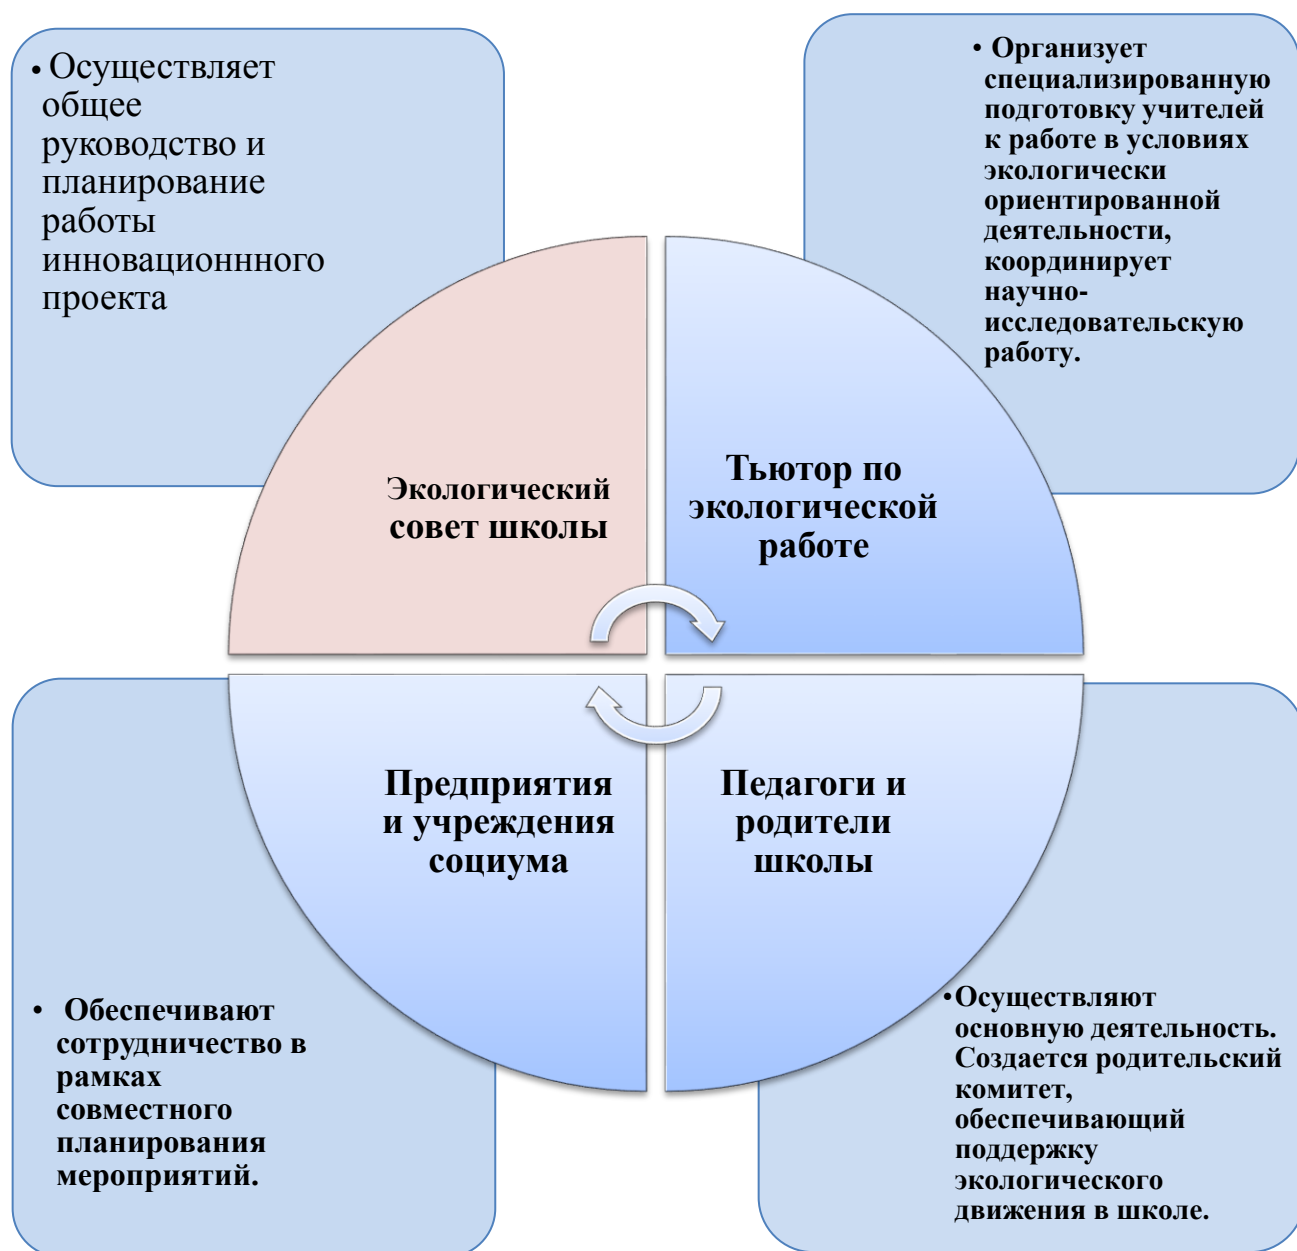 • Осуществляет
общее
руководство и
планирование
работы
инновационнного
проекта
• Организует
специализированную
подготовку учителей
к работе в условиях
экологически
ориентированной
деятельности,
координирует
научно-
исследовательскую
работу.
Экологический
совет школы
Тьютор по
экологической
работе
Предприятия
и учреждения
социума
Педагоги и
родители
школы
• Обеспечивают
сотрудничество в
рамках
совместного
планирования
мероприятий.
• Осуществляют
основную деятельность.
Создается родительский
комитет,
обеспечивающий
поддержку
экологического
движения в школе.